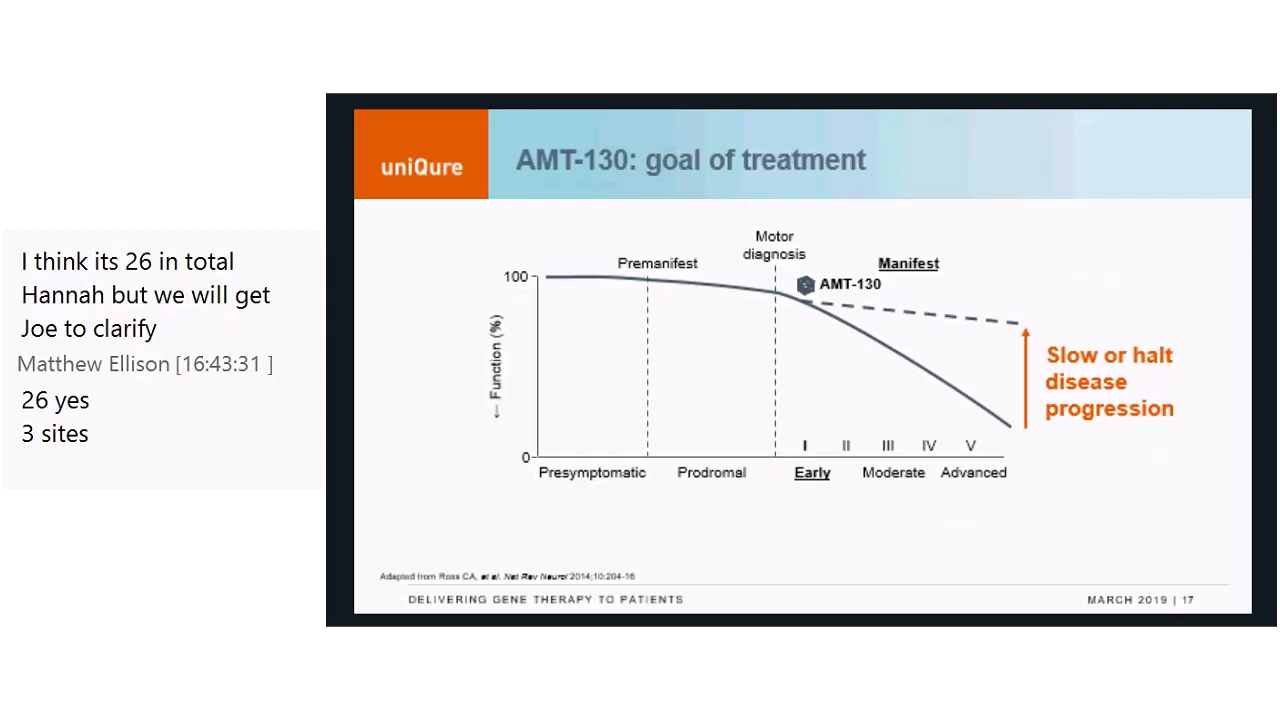 I think its 26 in total
Hannah but we will get
Joe to clarify
Matthew Ellison [16:43:31 ]
26 yes
3 sites
uniQure
AMT-130: goal of treatment
Motor
diagnosis
Premanifest
Manifest
100
AMT-130
← Function (%)
Slow or halt
disease
progression
I II III IV V
0
Presymptomatic Prodromal Early Moderate Advanced
Adapted from Ross CA, et al. Nat Rev Neurol 2014;10:204-16
DELIVERING GENE THERAPY TO PATIENTS
MARCH 2019 | 17